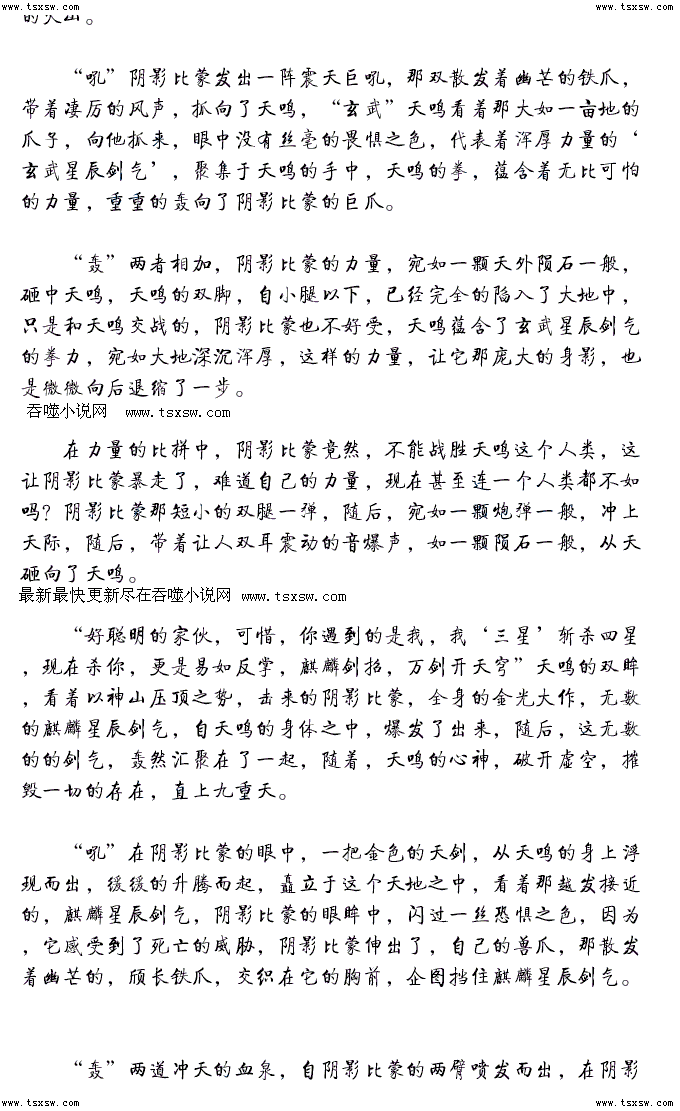 www.tsxsw.com www.tsxsw.com
“吼”阴影比蒙发出一阵震天巨吼，那双散发着幽芒的铁爪，
带着凄厉的风声，抓向了天鸣，“玄武”天鸣看着那大如一亩地的
爪子，向他抓来，眼中没有丝毫的畏惧之色，代表着浑厚力量的‘
玄武星辰剑气’，聚集于天鸣的手中，天鸣的拳，蕴含着无比可怕
的力量，重重的轰向了阴影比蒙的巨爪。
“轰”两者相加，阴影比蒙的力量，宛如一颗天外陨石一般，
砸中天鸣，天鸣的双脚，自小腿以下，已经完全的陷入了大地中，
只是和天鸣交战的，阴影比蒙也不好受，天鸣蕴含了玄武星辰剑气
的拳力，宛如大地深沉浑厚，这样的力量，让它那庞大的身影，也
是微微向后退缩了一步。
吞噬小说网 www.tsxsw.com
在力量的比拼中，阴影比蒙竟然，不能战胜天鸣这个人类，这
让阴影比蒙暴走了，难道自己的力量，现在甚至连一个人类都不如
吗？阴影比蒙那短小的双腿一弹，随后，宛如一颗炮弹一般，冲上
天际，随后，带着让人双耳震动的音爆声，如一颗陨石一般，从天
砸向了天鸣。
最新最快更新尽在吞噬小说网 www.tsxsw.com
“好聪明的家伙，可惜，你遇到的是我，我‘三星’斩杀四星
，现在杀你，更是易如反掌，麒麟剑招，万剑开天穹”天鸣的双眸
，看着以神山压顶之势，击来的阴影比蒙，全身的金光大作，无数
的麒麟星辰剑气，自天鸣的身体之中，爆发了出来，随后，这无数
的的剑气，轰然汇聚在了一起，随着，天鸣的心神，破开虚空，摧
毁一切的存在，直上九重天。
“吼”在阴影比蒙的眼中，一把金色的天剑，从天鸣的身上浮
现而出，缓缓的升腾而起，矗立于这个天地之中，看着那越发接近
的，麒麟星辰剑气，阴影比蒙的眼眸中，闪过一丝恐惧之色，因为
，它感受到了死亡的威胁，阴影比蒙伸出了，自己的兽爪，那散发
着幽芒的，颀长铁爪，交织在它的胸前，企图挡住麒麟星辰剑气。
“轰”两道冲天的血泉，自阴影比蒙的两臂喷发而出，在阴影
www.tsxsw.com www.tsxsw.com